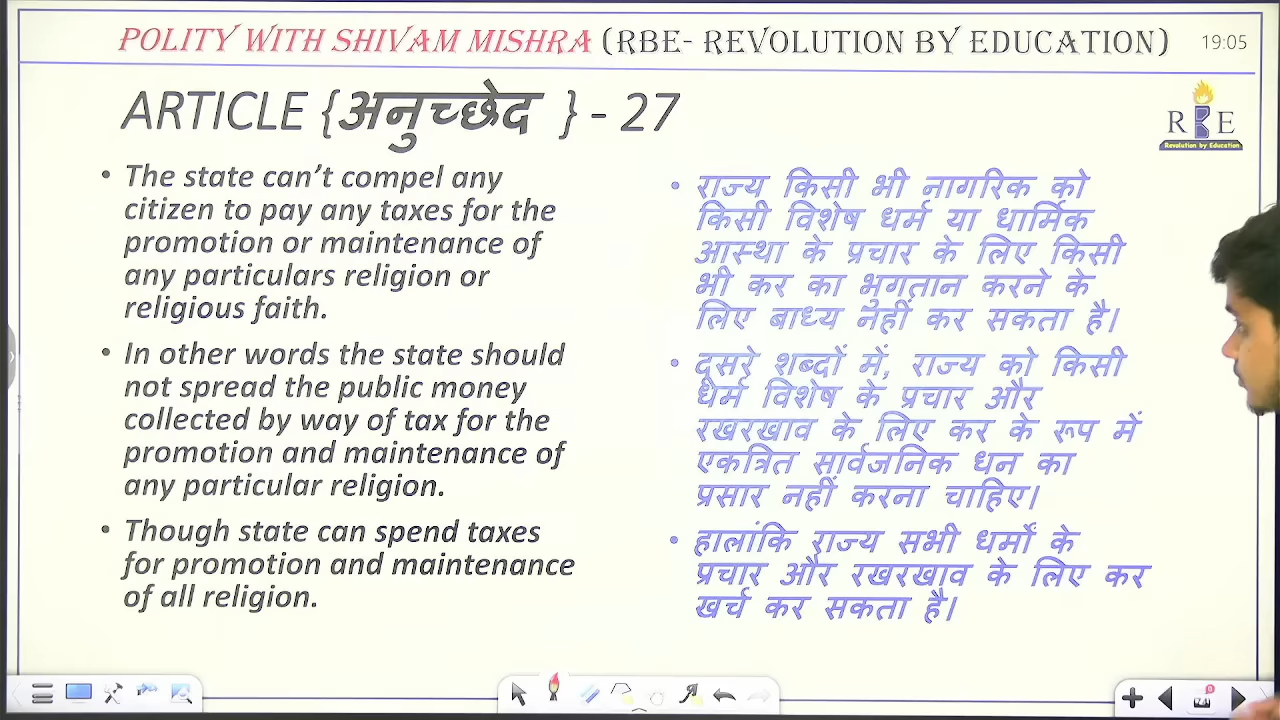 POLITY WITH SHIVAM MISHRA (RBE- REVOLUTION BY EDUCATION)
19:05
ARTICLE {अनुच्छेद } - 27
R E
Revolution by Education
• The state can't compel any
citizen to pay any taxes for the
promotion or maintenance of
any particulars religion or
religious faith.
• In other words the state should
not spread the public money
collected by way of tax for the
promotion and maintenance of
any particular religion.
• Though state can spend taxes
for promotion and maintenance
of all religion.
• राज्य किसी भी नागरिक को
किसी विशेष धर्म या धार्मिक
आस्था के प्रचार के लिए किसी
भी कर का भुगतान करने के
लिए बाध्य नहीं कर सकता है।
• दूसरे शब्दों में, राज्य को किसी
धर्म विशेष के प्रचार और
रखरखाव के लिए कर के रूप में
एकत्रित सार्वजनिक धन का
प्रसार नहीं करना चाहिए।
• हालांकि राज्य सभी धर्मों के
प्रचार और रखरखाव के लिए कर
खर्च कर सकता है।